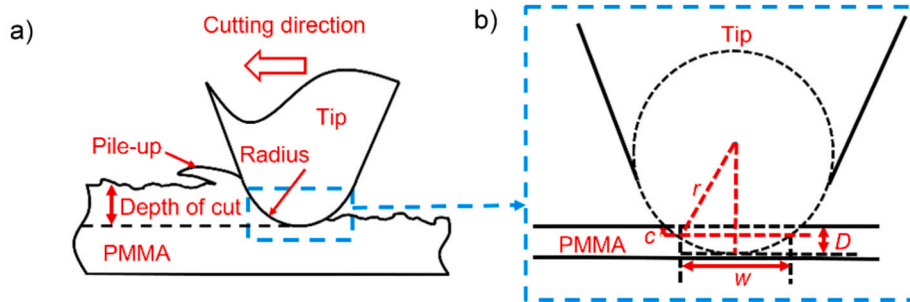 a)
Cutting direction
Tip
Pile-up
Radius
Depth of cut
PMMA
b)
Tip
r
PMMA
c
D
w